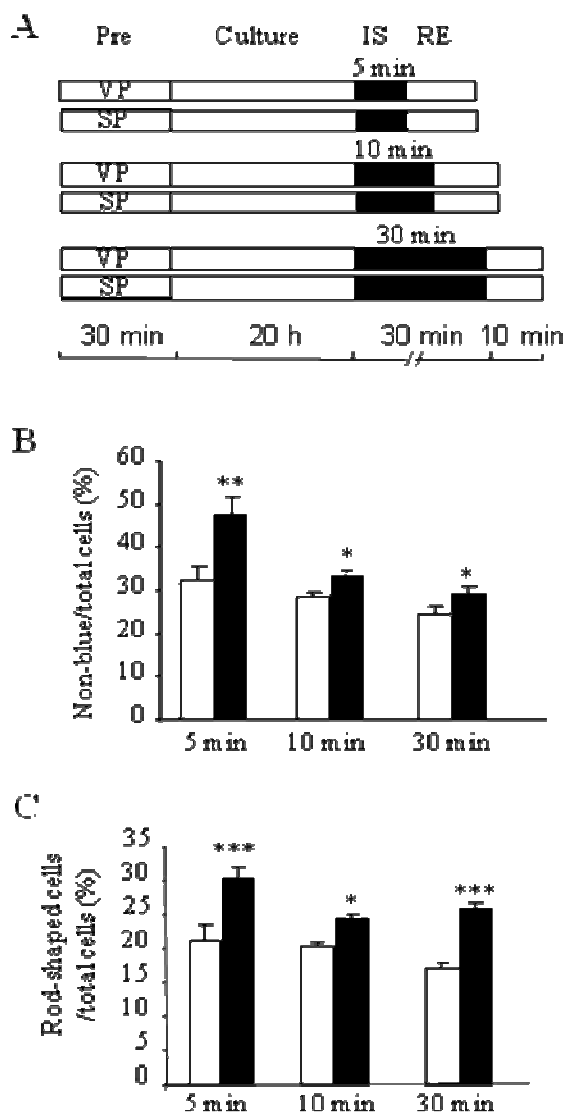 A
Pre Culture IS RE
5 min
VP
SP
10 min
VP
SP
30 min
VP
SP
30 min 20 h 30 min 10 min
B
Non-blue/total cells (%)
60
50
40
30
20
10
0
** * *
5 min 10 min 30 min
C
Rod-shaped cells
/total cells (%)
35
30
25
20
15
10
5
0
*** * ***
5 min 10 min 30 min